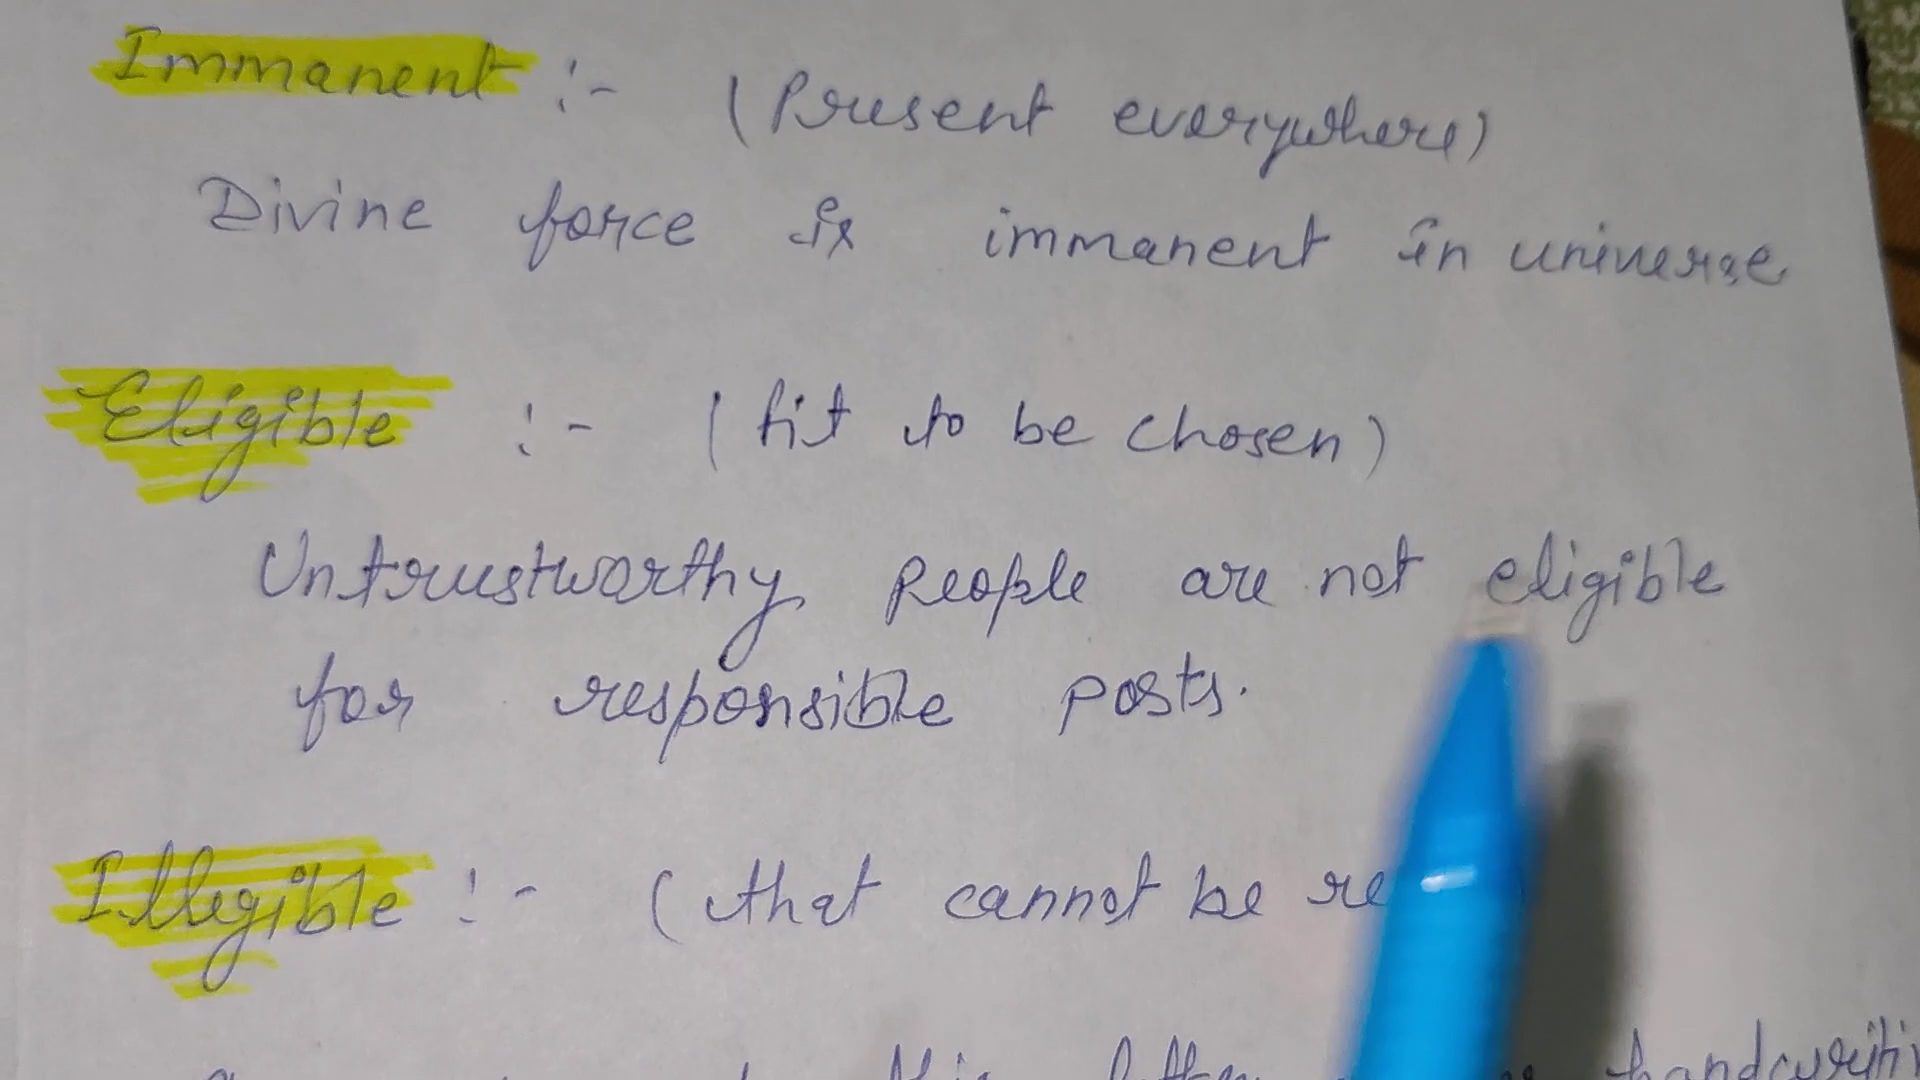 Immanent :- (Present everywhere)
Divine force is immanent in universe
Eligible :- (fit to be chosen)
Untrustworthy people are not eligible
for responsible posts.
Illegible :- (that cannot be